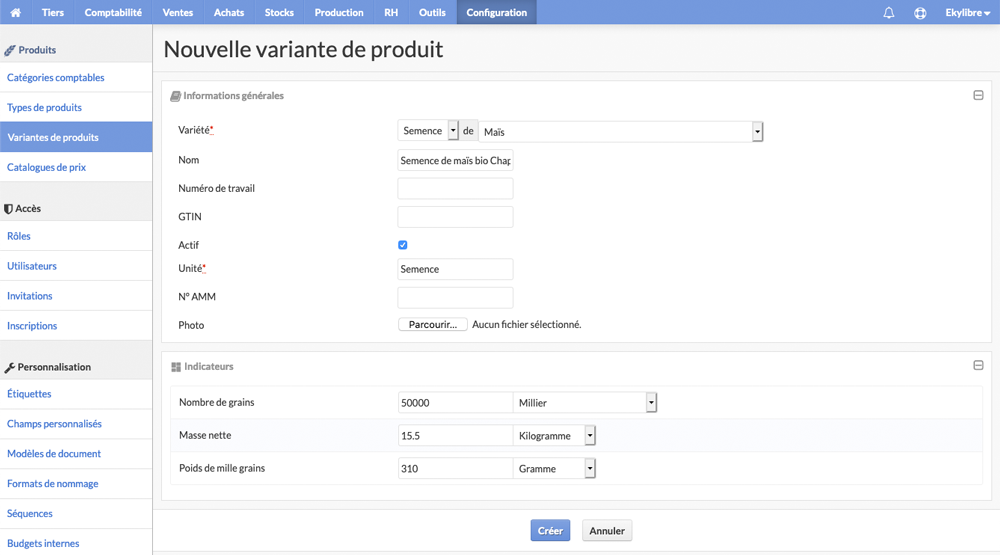 Tiers Comptabilité Ventes Achats Stocks Production RH Outils Configuration Ekylibre
Produits
Catégories comptables
Types de produits
Variantes de produits
Catalogues de prix
Accès
Rôles
Utilisateurs
Invitations
Inscriptions
Personnalisation
Étiquettes
Champs personnalisés
Modèles de document
Formats de nommage
Séquences
Budgets internes
Nouvelle variante de produit
Informations générales
Variété* Semence de Maïs
Nom Semence de maïs bio Chap
Numéro de travail
GTIN
Actif
Unité* Semence
N° AMM
Photo Parcourir... Aucun fichier sélectionné.
Indicateurs
Nombre de grains 50000 Millier
Masse nette 15.5 Kilogramme
Poids de mille grains 310 Gramme
Créer Annuler